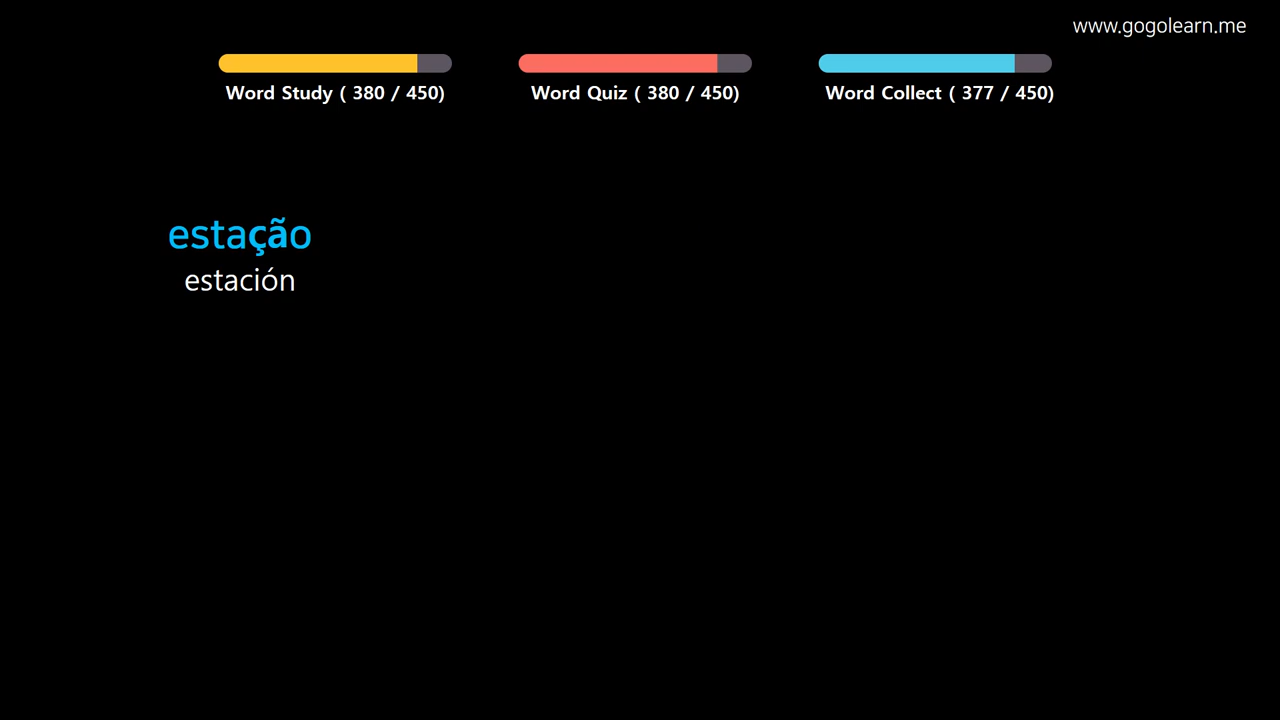 www.gogolearn.me
Word Study ( 380 / 450)
Word Quiz ( 380 / 450)
Word Collect ( 377 / 450)
estação
estación